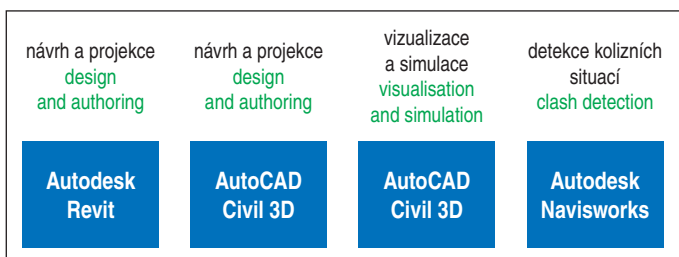 návrh a projekce
design
and authoring
Autodesk
Revit
návrh a projekce
design
and authoring
AutoCAD
Civil 3D
vizualizace
a simulace
visualisation
and simulation
AutoCAD
Civil 3D
detekce kolizních
situací
clash detection
Autodesk
Navisworks